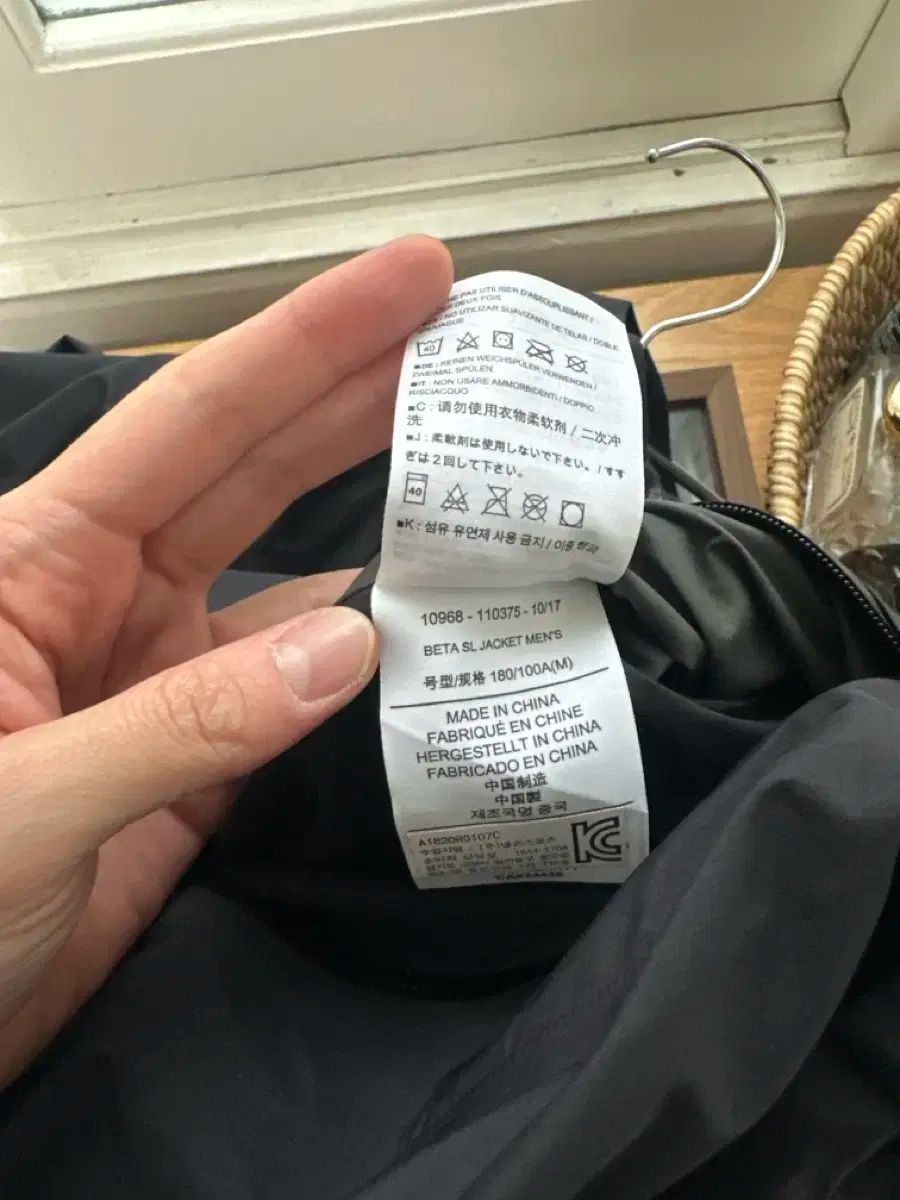 NE PAS UTILISER D'ASSOUPLISSANT /
DEUX FOIS
NO UTILIZAR SUAVIZANTE DE TELAS / DOBLE
40
■DE : KEINEN WEICHSPÜLER VERWENDEN /
ZWEIMAL SPÜLEN
■IT : NON USARE AMMORBIDENTI / DOPPIO
RISCIACQUO
■C : 请勿使用衣物柔软剂 / 二次冲
洗
■J : 柔軟剤は使用しないで下さい。/ すす
ぎは2回して下さい。
40
■K : 섬유 유연제 사용 금지 / 이중 헹굼
10968 - 110375 - 10/17
BETA SL JACKET MEN'S
号型/规格 180/100A(M)
MADE IN CHINA
FABRIQUÉ EN CHINE
HERGESTELLT IN CHINA
FABRICADO EN CHINA
中国制造
中国製
제조국명 중국
KC